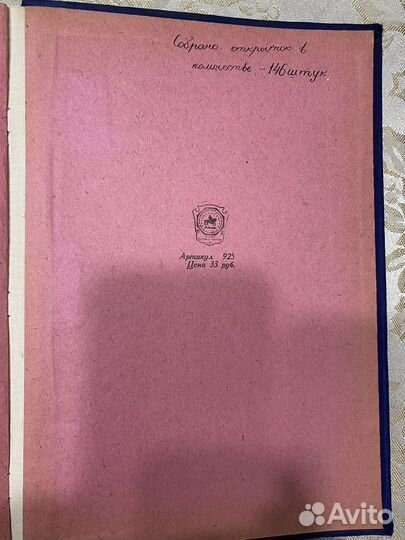 Собрано открыток в
количестве – 146 штук
Артикул 925
Цена 33 руб.
Avito